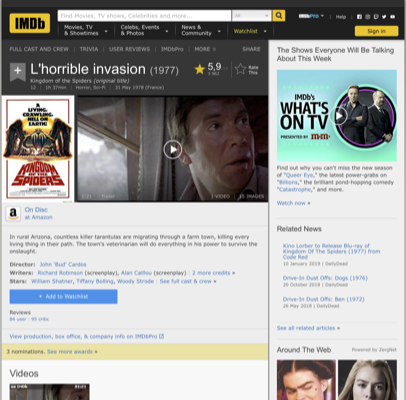 IMDb
Find Movies, TV shows, Celebrities and more...
All
IMDbPro
Help
Movies, TV
& Showtimes
Celebs, Events
& Photos
News &
Community
Watchlist
Sign in
FULL CAST AND CREW | TRIVIA | USER REVIEWS | IMDbPro | MORE
SHARE
L'horrible invasion (1977)
Kingdom of the Spiders (original title)
12 | 1h 37min | Horror, Sci-Fi | 31 May 1978 (France)
5,9
Rate
This
A
LIVING,
CRAWLING
HELL ON
EARTH!
KINGDOM
OF THE
SPIDERS
1 VIDEO
IMAGES
On Disc
at Amazon
In rural Arizona, countless killer tarantulas are migrating through a farm town, killing every
living thing in their path. The town's veterinarian will do everything in his power to survive the
onslaught.
Director: John 'Bud' Cardos
Writers: Richard Robinson (screenplay), Alan Caillou (screenplay) | 2 more credits »
Stars: William Shatner, Tiffany Bolling, Woody Strode | See full cast & crew »
+ Add to Watchlist
Reviews
View production, box office, & company info on IMDbPro
3 nominations. See more awards »
Videos
The Shows Everyone Will Be Talking
About This Week
IMDb's
WHAT'S
ON TV
PRESENTED BY m&m's
Find out why you can't miss the new season
of "Queer Eye," the latest power-grabs on
"Billions," the brilliant pond-hopping comedy
"Catastrophe," and more.
Watch now »
Related News
Kino Lorber to Release Blu-ray of
Kingdom Of The Spiders (1977) from
Code Red
10 January 2019 | DailyDead
Drive-In Dust Offs: Dogs (1976)
20 October 2018 | DailyDead
Drive-In Dust Offs: Ben (1972)
26 May 2018 | DailyDead
See all related articles »
Around The Web
Powered by ZergNet